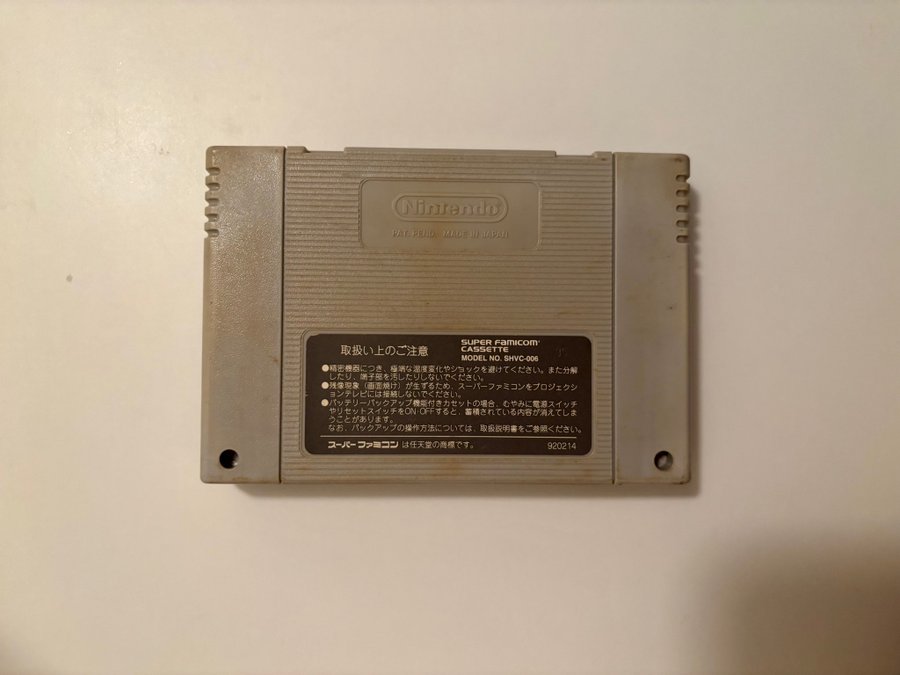 Nintendo
PAT. PEND. MADE IN JAPAN
取扱い上のご注意
SUPER FAMICOM
CASSETTE
MODEL NO. SHVC-006
●精密機器につき、極端な温度変化やショックを避けてください。また分解
したり、端子部を汚したりしないでください。
●残像現象（画面焼け）が生ずるため、スーパーファミコンをプロジェクシ
ョンテレビには接続しないでください。
●バッテリーバックアップ機能付きカセットの場合、むやみに電源スイッチ
やリセットスイッチをON・OFFすると、蓄積されている内容が消えてしま
うことがあります。
なお、バックアップの操作方法については、取扱説明書をご参照ください。
スーパーファミコンは任天堂の商標です。
920214